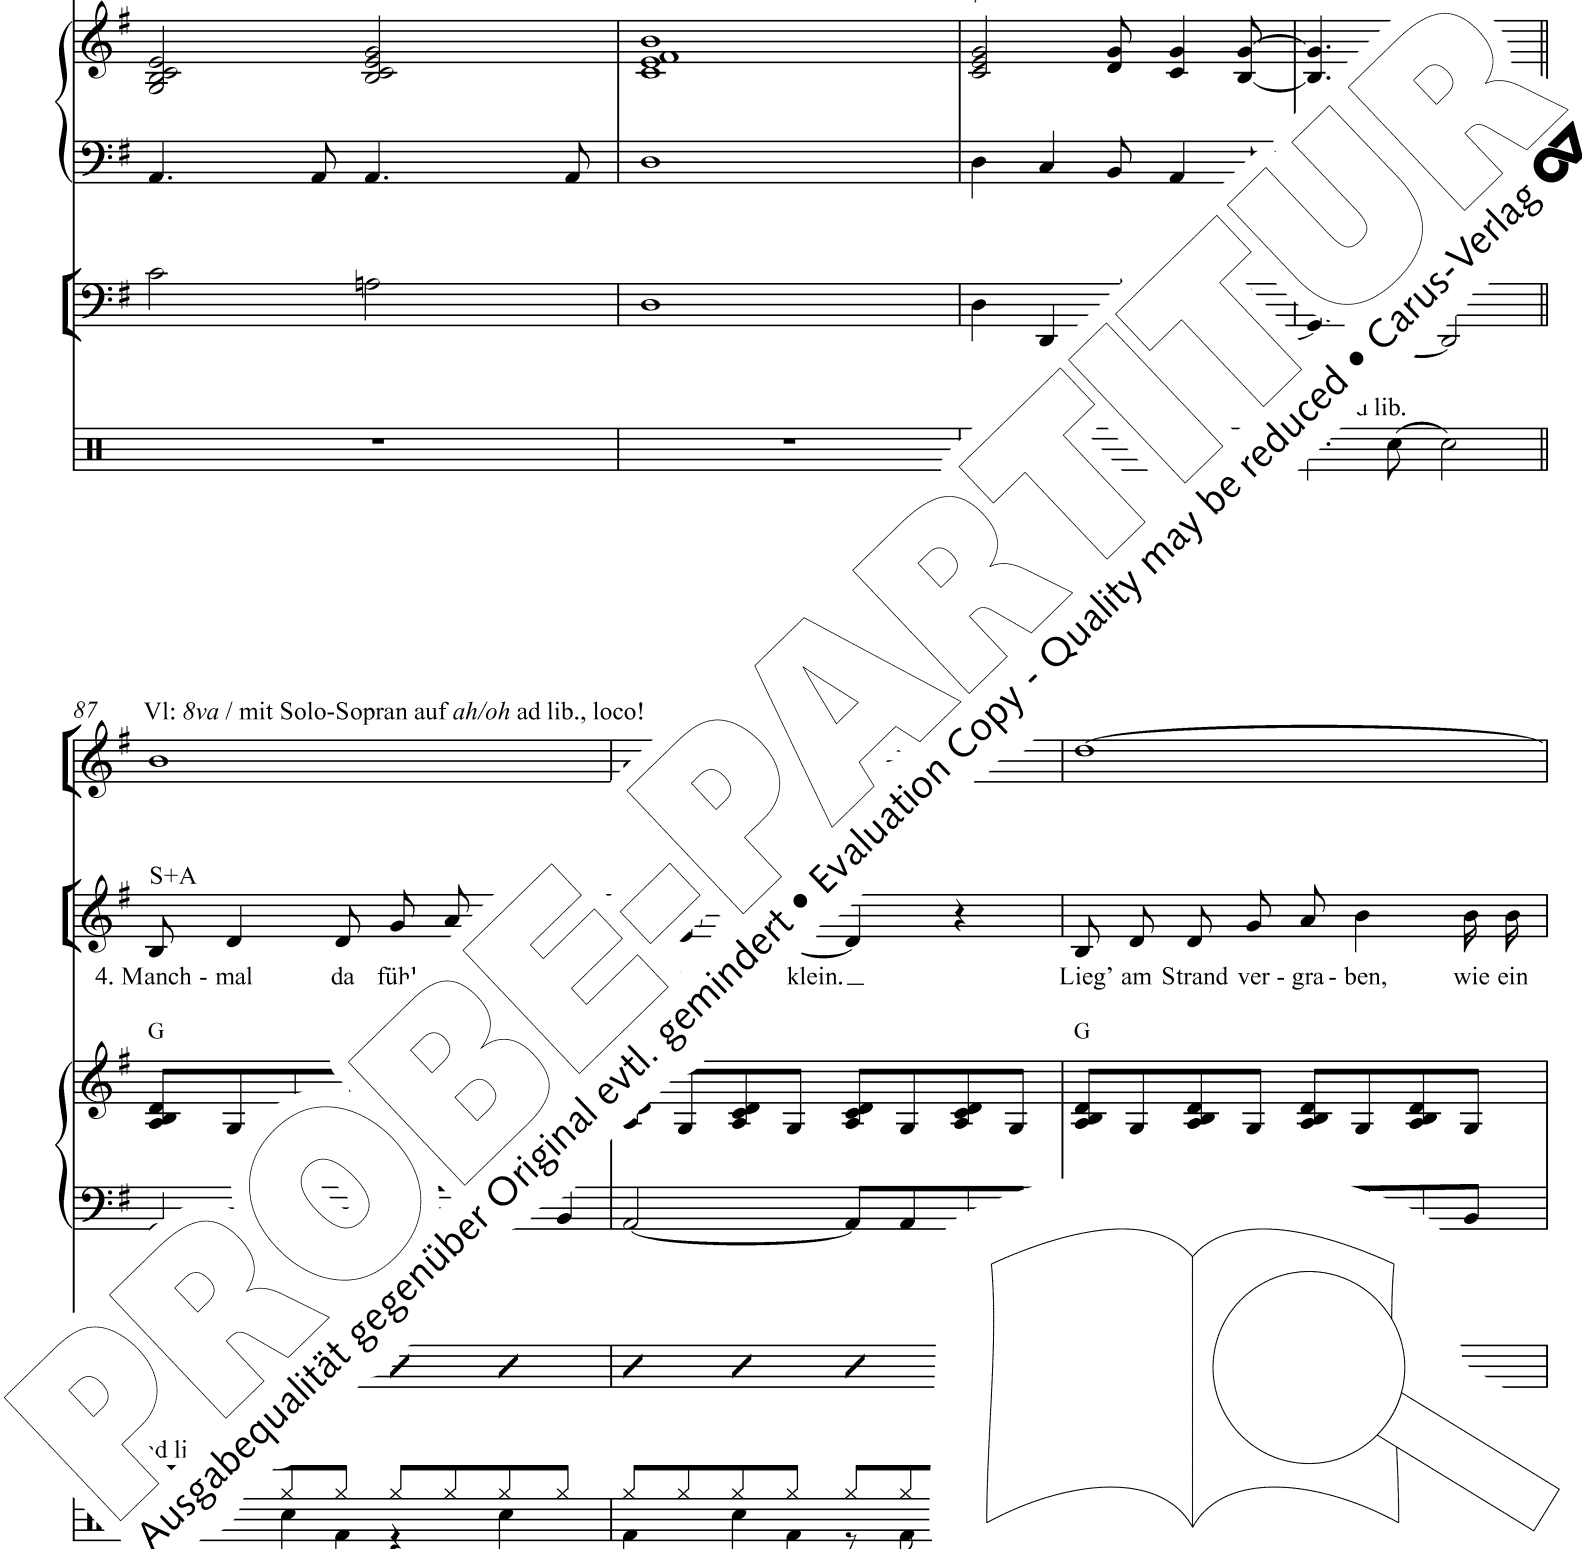 lib.
87 Vl: 8va / mit Solo-Sopran auf ah/oh ad lib., loco!
S+A
4. Manch - mal da klein. Lieg’ am Strand ver - gra - ben, wie ein
G G
PROBE-PARTITUR
Ausgabequalität gegenüber Original evtl. gemindert • Evaluation Copy - Quality may be reduced • Carus-Verlag